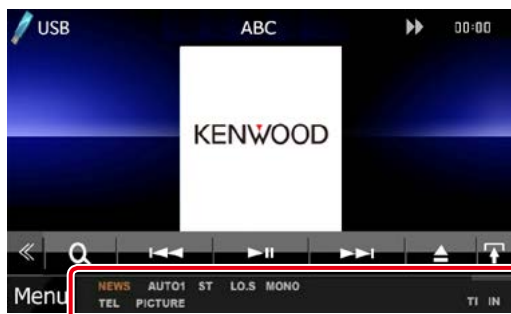 USB ABC 00:00
KENWOOD
Menu NEWS AUTO1 ST LO.S MONO
TEL PICTURE TI IN